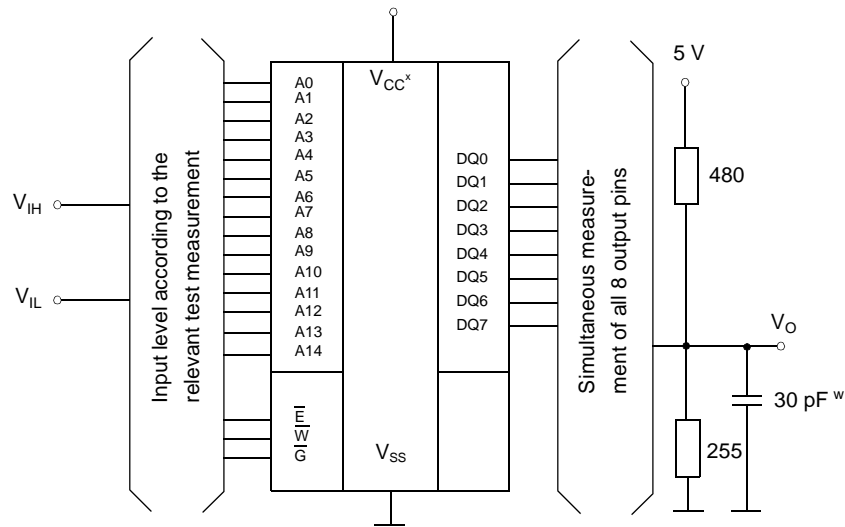 V_IH
V_IL
Input level according to the
relevant test measurement
A0
A1
A2
A3
A4
A5
A6
A7
A8
A9
A10
A11
A12
A13
A14
E̅
W̅
G̅
V_CC^x
V_SS
DQ0
DQ1
DQ2
DQ3
DQ4
DQ5
DQ6
DQ7
Simultaneous measure-
ment of all 8 output pins
5 V
480
V_O
30 pF ^w
255